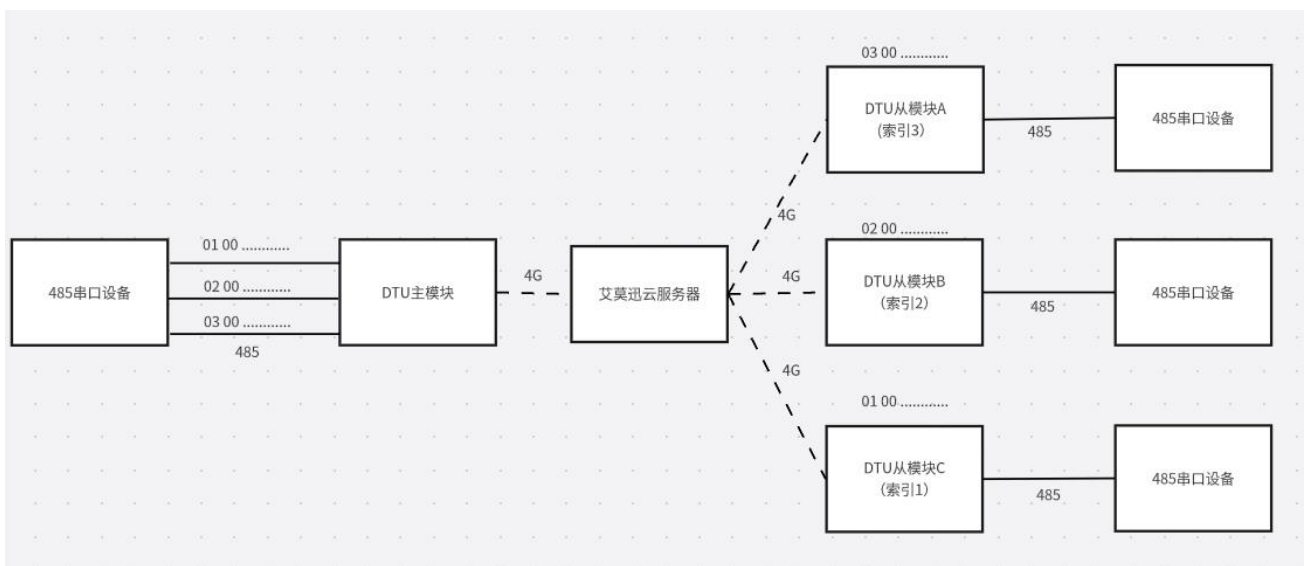 03 00 ............
DTU从模块A
(索引3)
485
485串口设备
4G
01 00 ............
02 00 ............
03 00 ............
485
485串口设备
DTU主模块
4G
艾莫迅云服务器
4G
02 00 ............
DTU从模块B
(索引2)
485
485串口设备
4G
01 00 ............
DTU从模块C
(索引1)
485
485串口设备